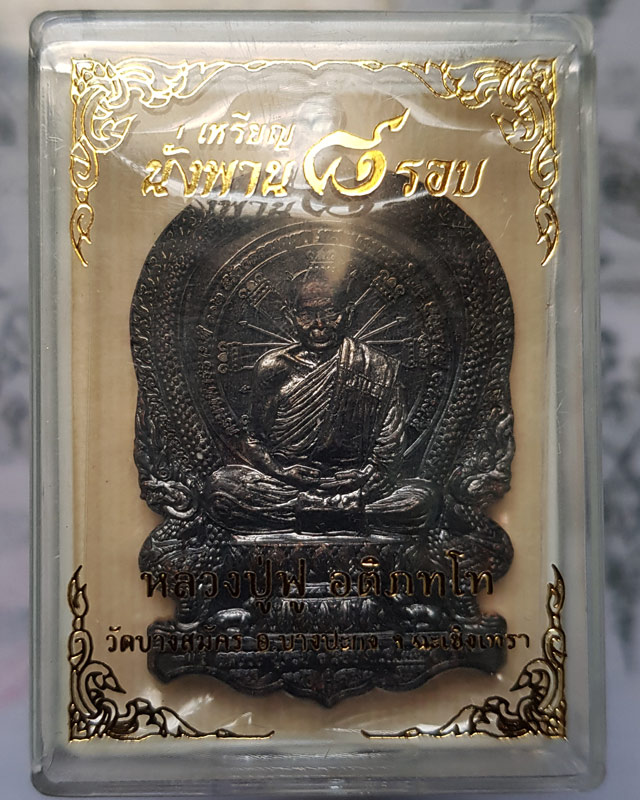 เหรียญ
นั่งพาน ๘ รอบ
หลวงปู่ฟู อติภทฺโท
วัดบางสมัคร อ.บางปะกง จ.ฉะเชิงเทรา